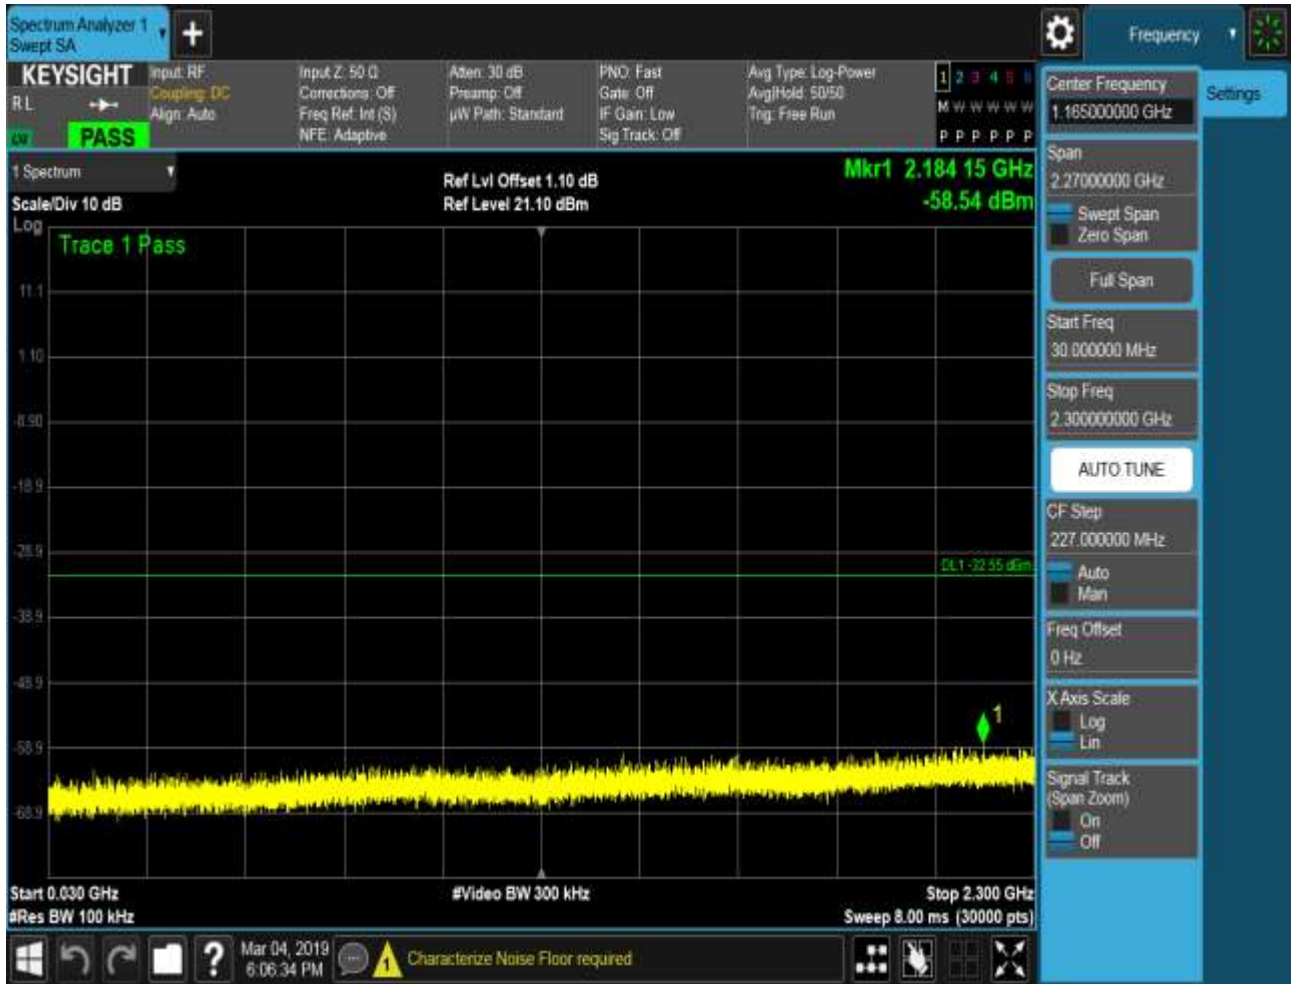 Spectrum Analyzer 1
Swept SA
+
Frequency
KEYSIGHT
R L
PASS
Input: RF
Coupling: DC
Align: Auto
Input Z: 50 Ω
Corrections: Off
Freq Ref: Int (S)
NFE: Adaptive
Atten: 30 dB
Preamp: Off
µW Path: Standard
PNO: Fast
Gate: Off
IF Gain: Low
Sig Track: Off
Avg Type: Log-Power
Avg|Hold: 50/50
Trig: Free Run
1 2 3 4 5 6
M W W W W W
P P P P P P
1 Spectrum
Scale/Div 10 dB
Log
Ref Lvl Offset 1.10 dB
Ref Level 21.10 dBm
Mkr1 2.184 15 GHz
-58.54 dBm
Trace 1 Pass
11.1
1.10
-8.90
-18.9
-28.9
DL1 -32.55 dBm
-38.9
-48.9
1
-58.9
-68.9
Start 0.030 GHz
#Res BW 100 kHz
#Video BW 300 kHz
Stop 2.300 GHz
Sweep 8.00 ms (30000 pts)
Center Frequency
1.165000000 GHz
Settings
Span
2.27000000 GHz
Swept Span
Zero Span
Full Span
Start Freq
30.000000 MHz
Stop Freq
2.300000000 GHz
AUTO TUNE
CF Step
227.000000 MHz
Auto
Man
Freq Offset
0 Hz
X Axis Scale
Log
Lin
Signal Track
(Span Zoom)
On
Off
?
Mar 04, 2019
6:06:34 PM
1
Characterize Noise Floor required